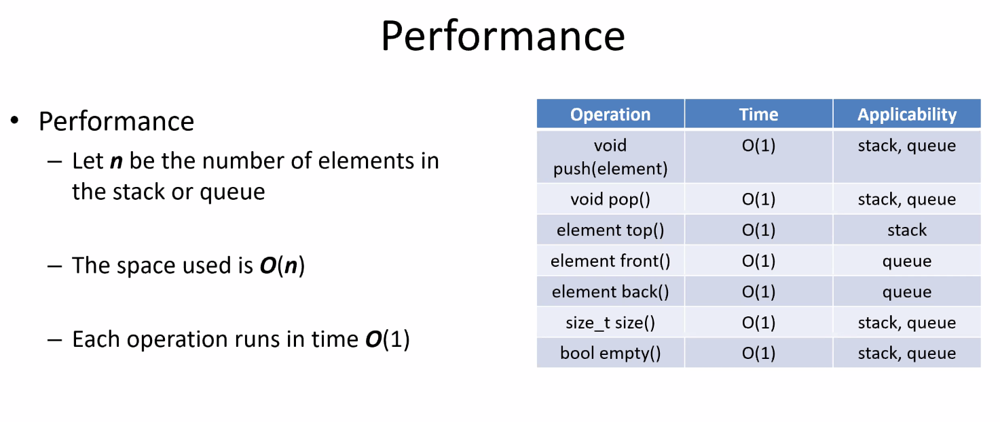 Performance
• Performance
– Let n be the number of elements in
the stack or queue
– The space used is O(n)
– Each operation runs in time O(1)
Operation Time Applicability
void O(1) stack, queue
push(element)
void pop() O(1) stack, queue
element top() O(1) stack
element front() O(1) queue
element back() O(1) queue
size_t size() O(1) stack, queue
bool empty() O(1) stack, queue